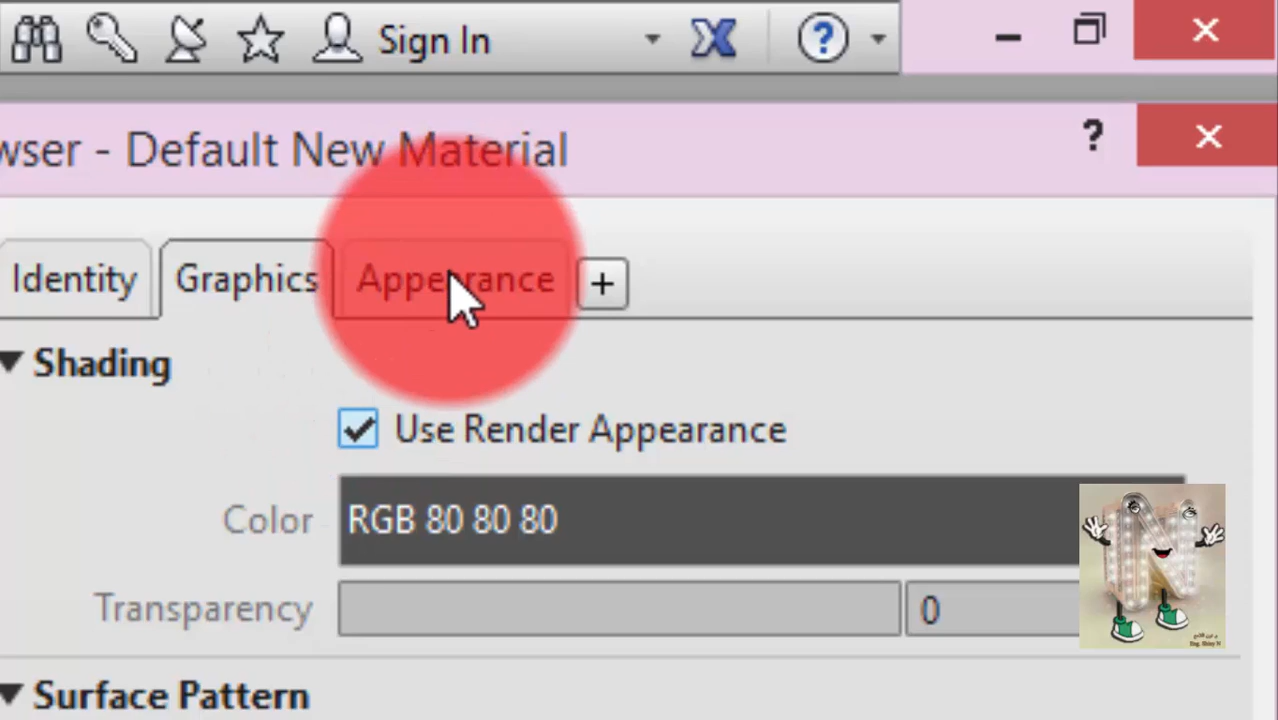 Sign In
wser - Default New Material
Identity Graphics Appearance +
Shading
Use Render Appearance
Color RGB 80 80 80
Transparency 0
Surface Pattern